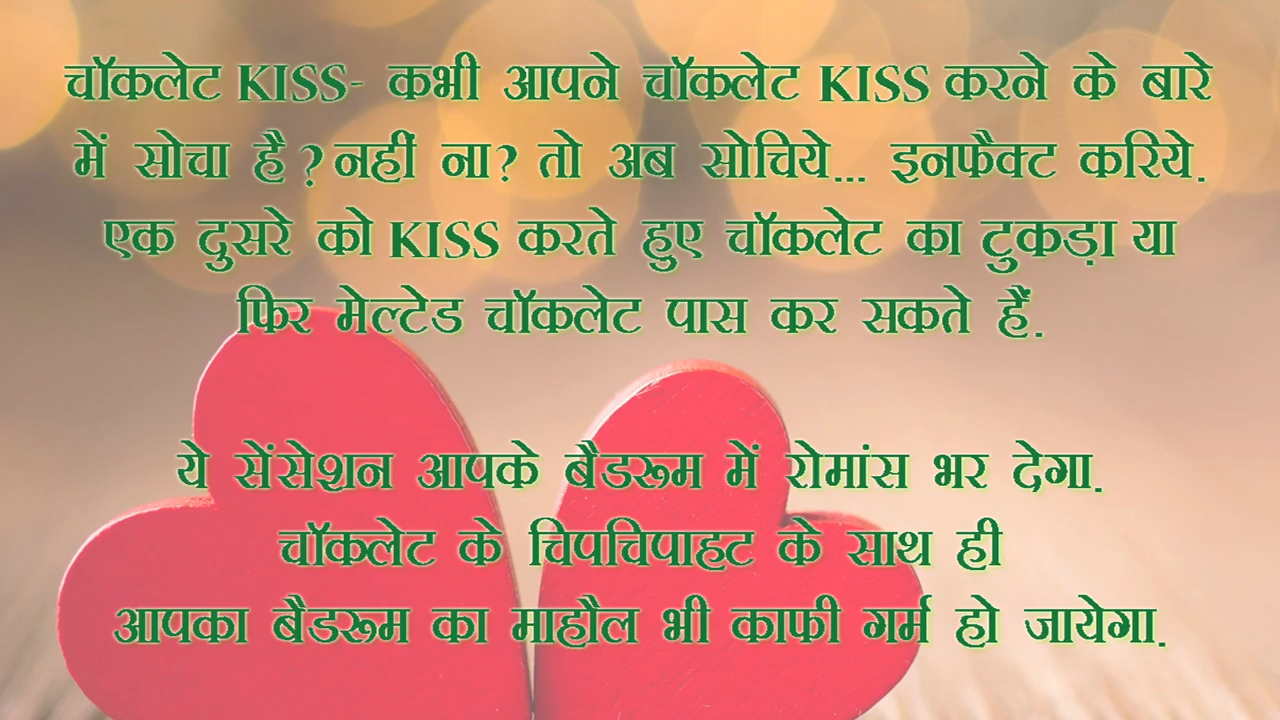 चॉकलेट KISS- कभी आपने चॉकलेट KISS करने के बारे
में सोचा है ? नहीं ना? तो अब सोचिये... इनफैक्ट करिये.
एक दुसरे को KISS करते हुए चॉकलेट का टुकड़ा या
फिर मेल्टेड चॉकलेट पास कर सकते हैं.
ये सेंसेशन आपके बैडरूम में रोमांस भर देगा.
चॉकलेट के चिपचिपाहट के साथ ही
आपका बैडरूम का माहौल भी काफी गर्म हो जायेगा.